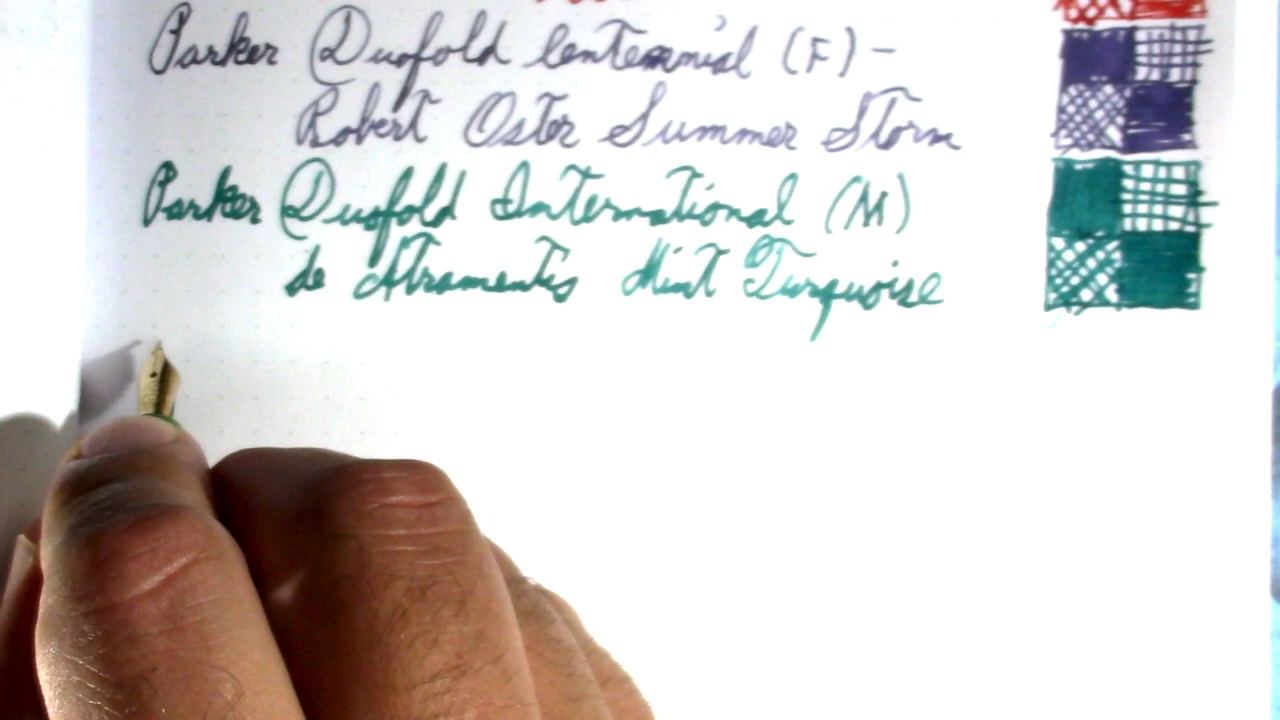 Parker Duofold Centennial (F) -
Robert Oster Summer Storm
Parker Duofold International (M)
de Atramentis Mint Turquoise